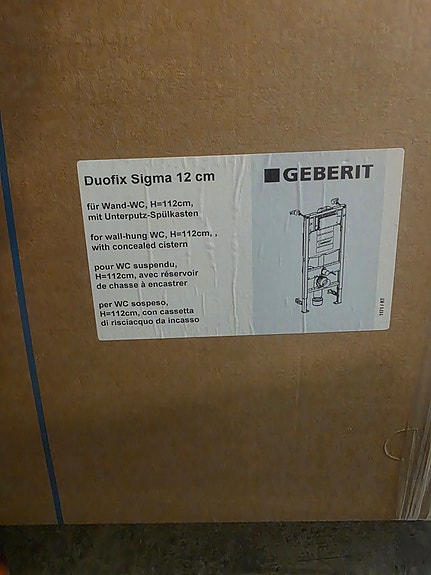 Duofix Sigma 12 cm
GEBERIT
für Wand-WC, H=112cm,
mit Unterputz-Spülkasten
for wall-hung WC, H=112cm, ,
with concealed cistern
pour WC suspendu,
H=112cm, avec réservoir
de chasse à encastrer
per WC sospeso,
H=112cm, con cassetta
di risciacquo da incasso